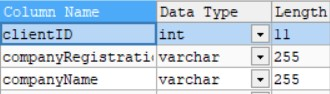 Column Name Data Type Length
clientID int 11
companyRegistrati varchar 255
companyName varchar 255